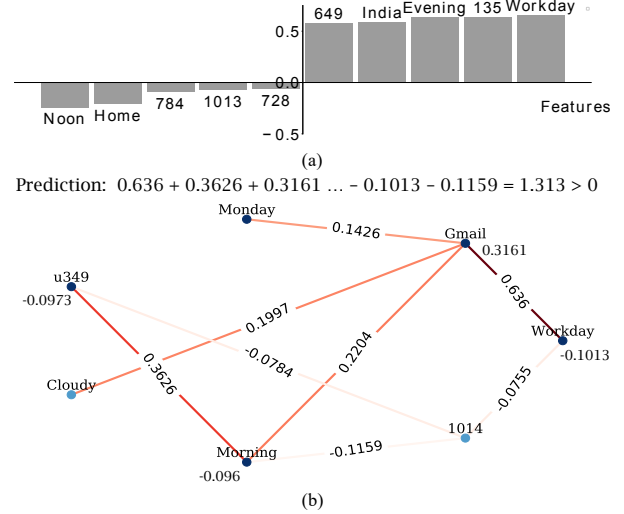 0.5
649 India Evening 135 Workday
0.0
Noon Home 784 1013 728
Features
−0.5
(a)
Prediction: 0.636 + 0.3626 + 0.3161 ... − 0.1013 − 0.1159 = 1.313 > 0
Monday
0.1426
Gmail
0.3161
u349
-0.0973
0.636
0.1997
Workday
-0.1013
0.2204
-0.0784
0.3626
Cloudy
-0.0755
1014
-0.1159
Morning
-0.096
(b)